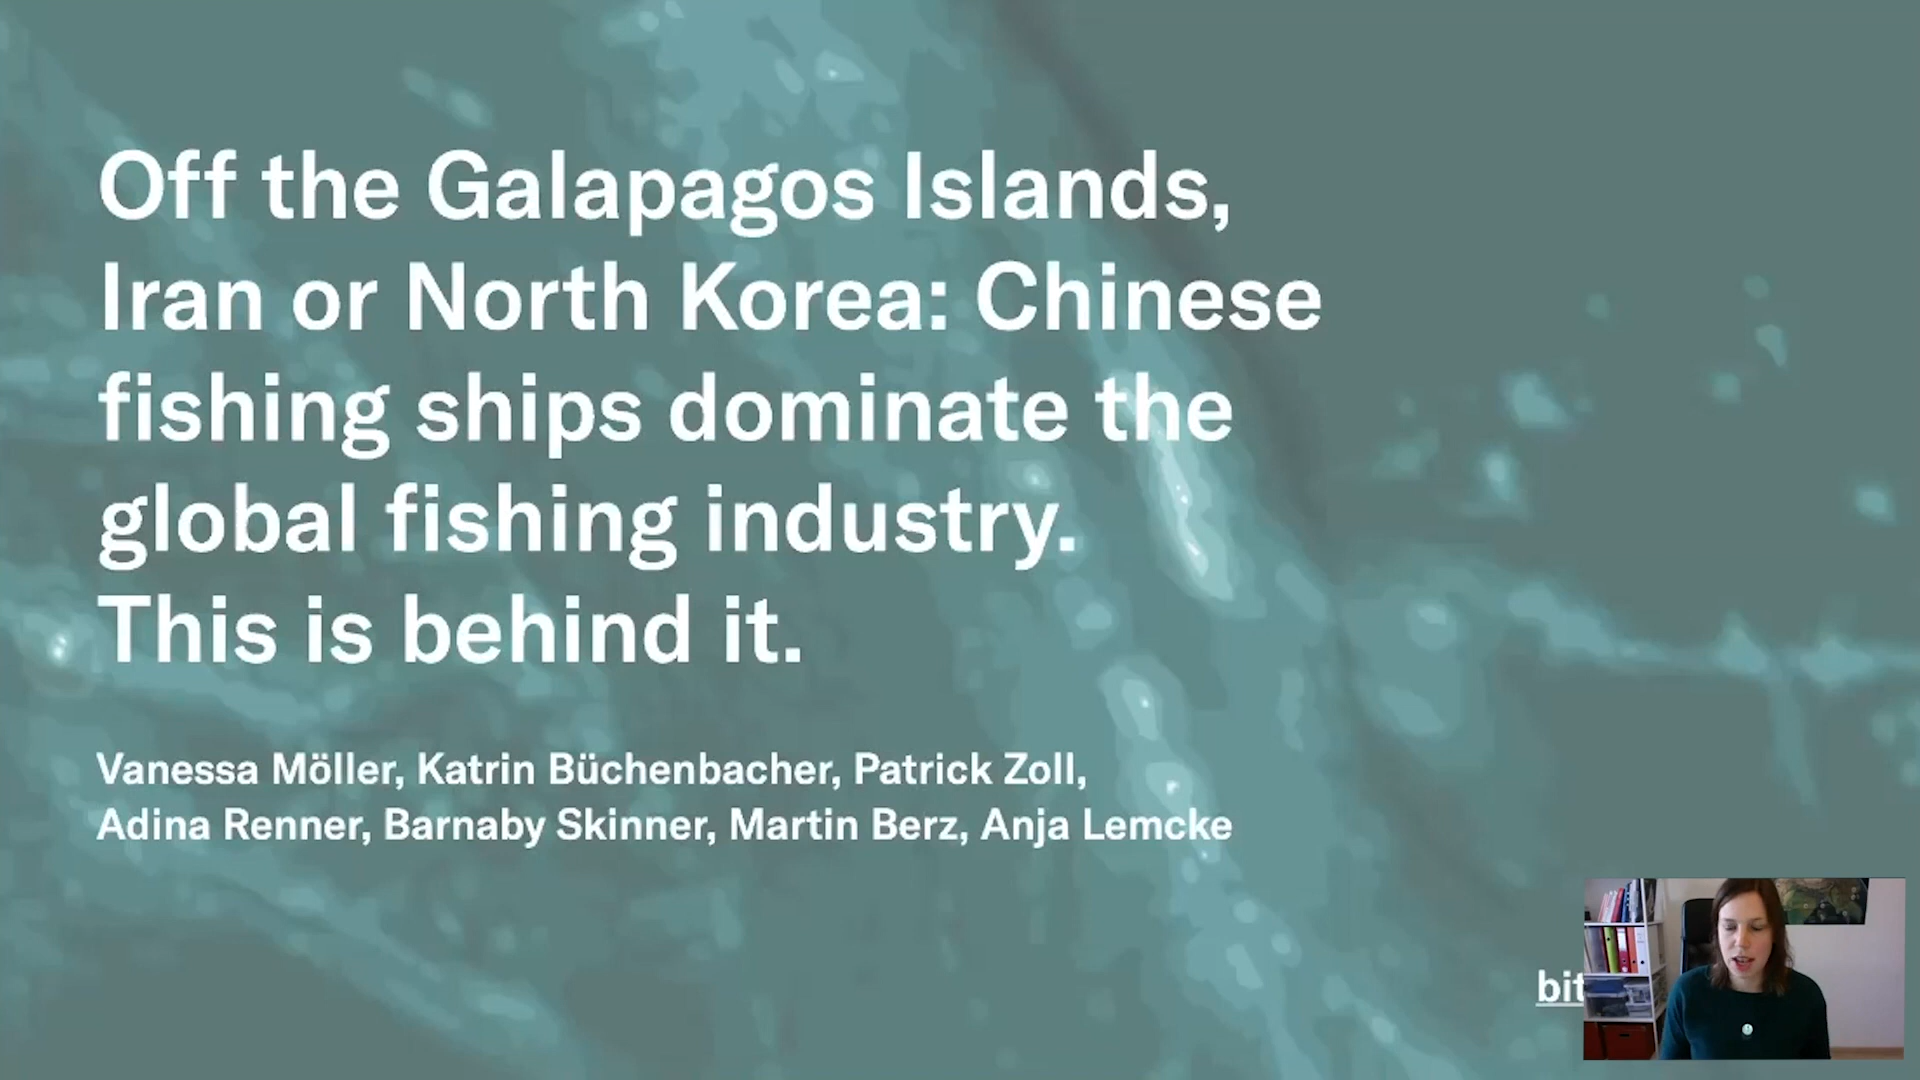 Off the Galapagos Islands,
Iran or North Korea: Chinese
fishing ships dominate the
global fishing industry.
This is behind it.
Vanessa Möller, Katrin Büchenbacher, Patrick Zoll,
Adina Renner, Barnaby Skinner, Martin Berz, Anja Lemcke
bit